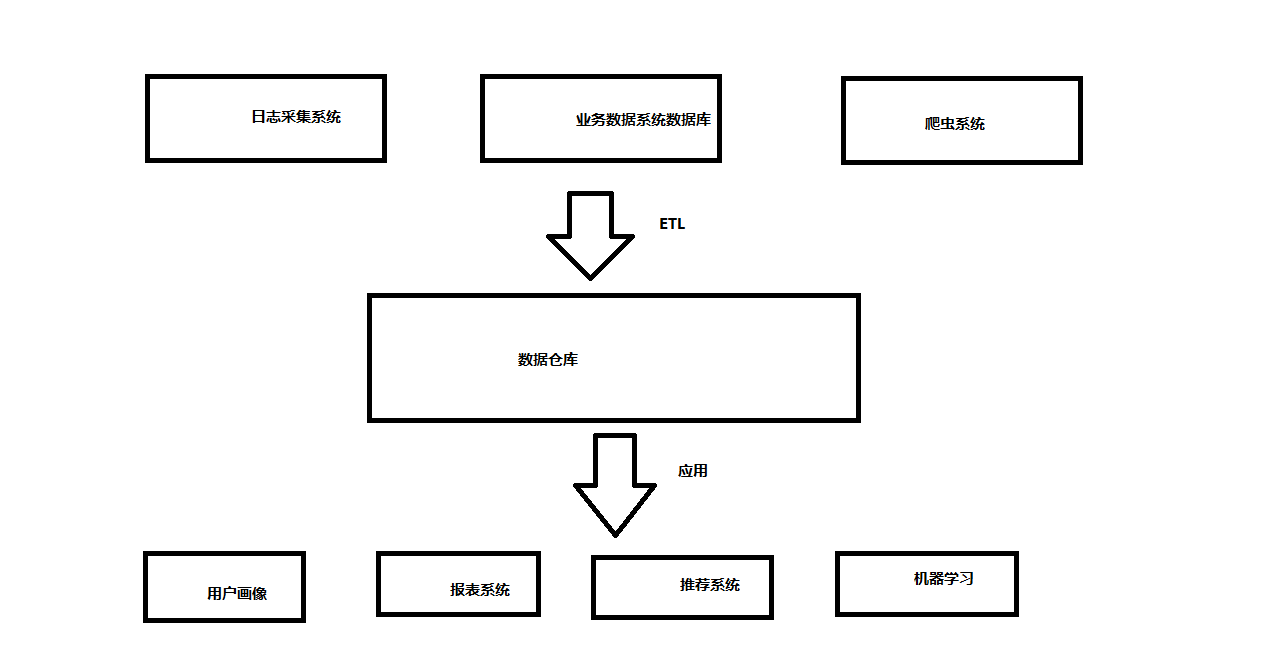 日志采集系统
业务数据系统数据库
爬虫系统
ETL
数据仓库
应用
用户画像
报表系统
推荐系统
机器学习